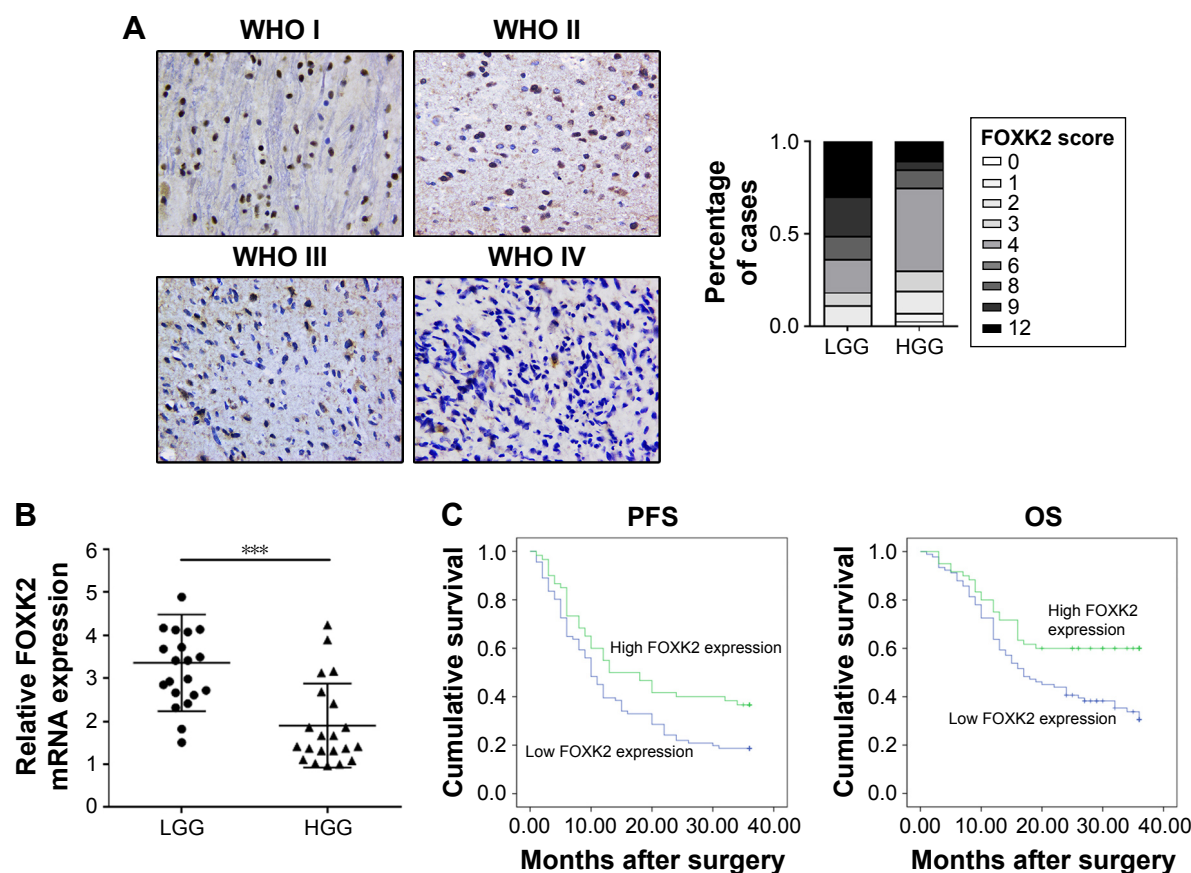 A
WHO I
WHO II
WHO III
WHO IV
Percentage
of cases
1.0
0.5
0.0
LGG
HGG
FOXK2 score
0
1
2
3
4
6
8
9
12
B
Relative FOXK2
mRNA expression
6
5
4
3
2
1
0
***
LGG
HGG
C
PFS
Cumulative survival
1.0
0.8
0.6
0.4
0.2
0.0
High FOXK2 expression
Low FOXK2 expression
0.00 10.00 20.00 30.00 40.00
Months after surgery
OS
Cumulative survival
1.0
0.8
0.6
0.4
0.2
0.0
High FOXK2
expression
Low FOXK2 expression
0.00 10.00 20.00 30.00 40.00
Months after surgery